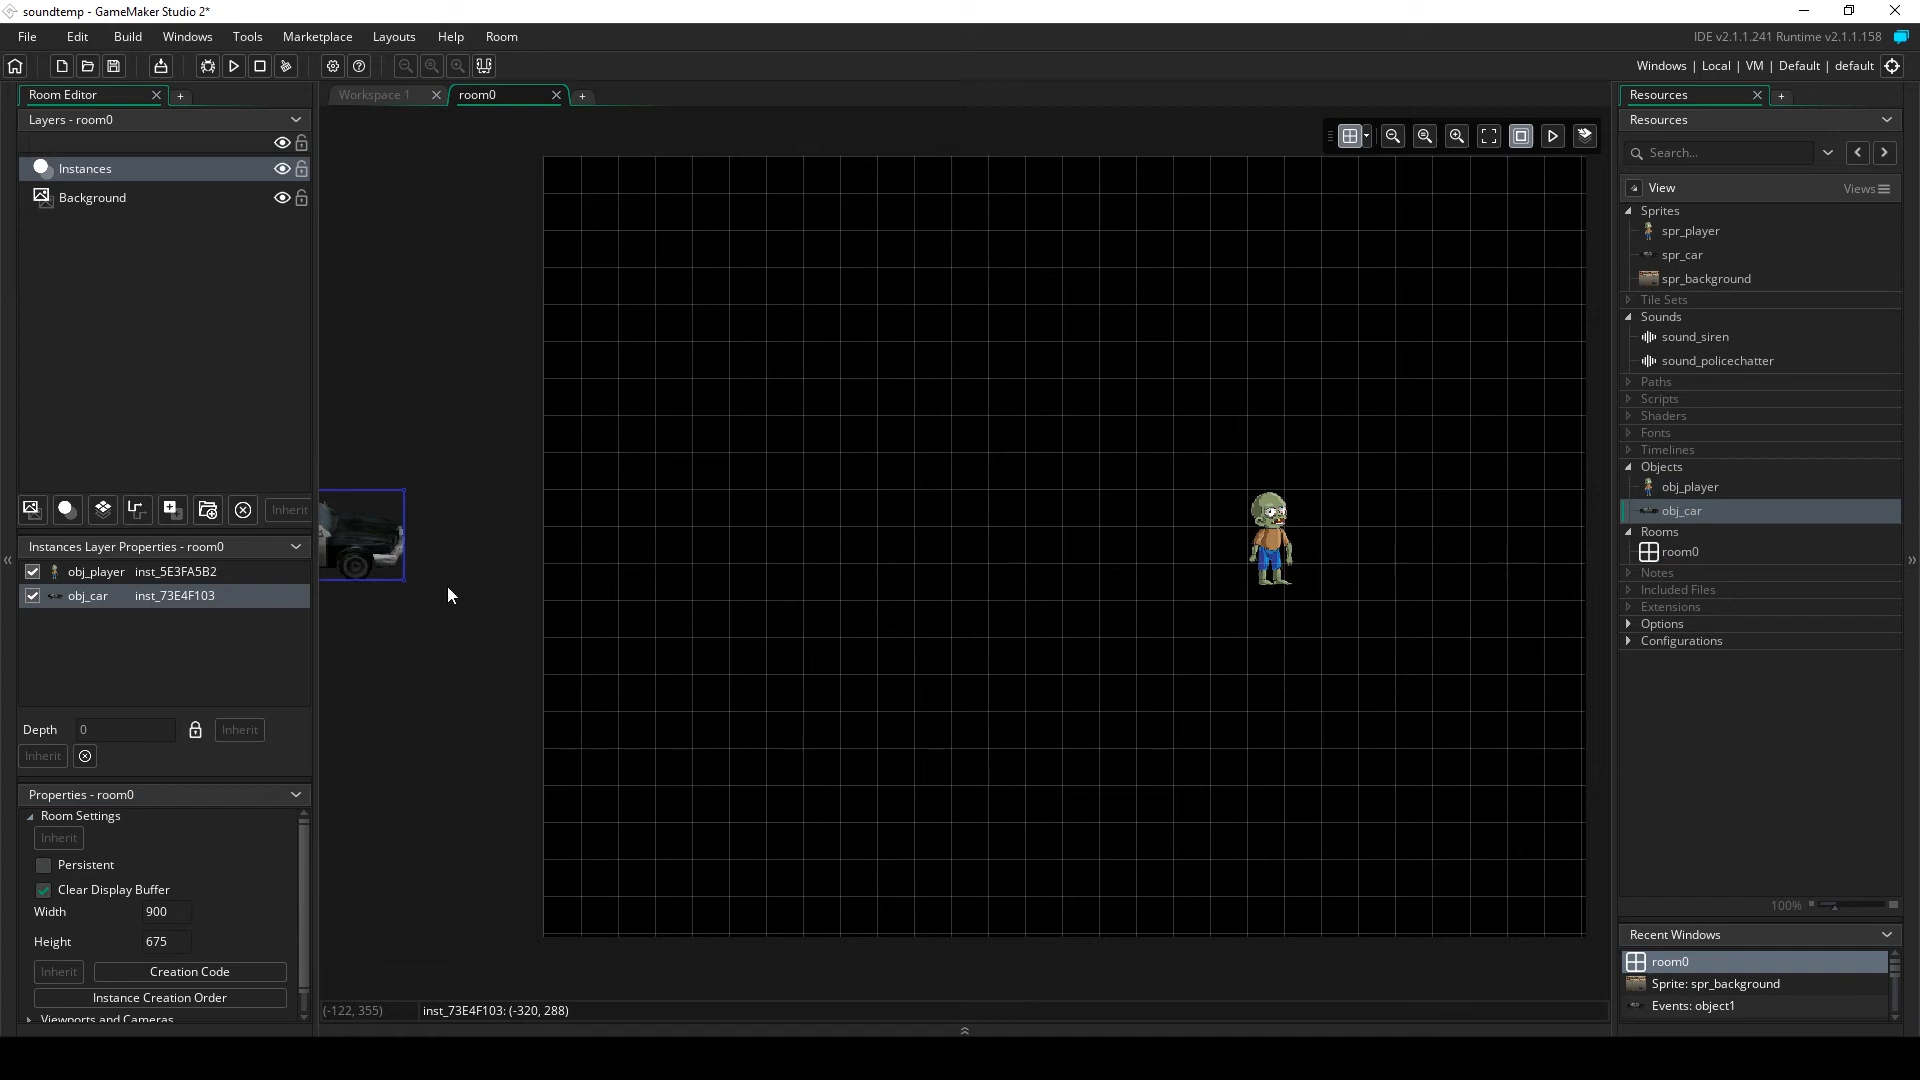 soundtemp - GameMaker Studio 2*
File Edit Build Windows Tools Marketplace Layouts Help Room
IDE v2.1.1.241 Runtime v2.1.1.158
Windows | Local | VM | Default | default
Room Editor
Workspace 1
room0
Resources
Layers - room0
Resources
Search...
Instances
View
Views
Background
Sprites
spr_player
spr_car
spr_background
Tile Sets
Sounds
sound_siren
sound_policechatter
Paths
Scripts
Shaders
Fonts
Timelines
Objects
obj_player
obj_car
Rooms
room0
Notes
Included Files
Extensions
Options
Configurations
Inherit
Instances Layer Properties - room0
obj_player inst_5E3FA5B2
obj_car inst_73E4F103
Depth 0 Inherit
Inherit
Properties - room0
Room Settings
Inherit
Persistent
Clear Display Buffer
Width 900
Height 675
Inherit Creation Code
Instance Creation Order
Viewports and Cameras
(-122, 355) inst_73E4F103: (-320, 288)
100%
Recent Windows
room0
Sprite: spr_background
Events: object1